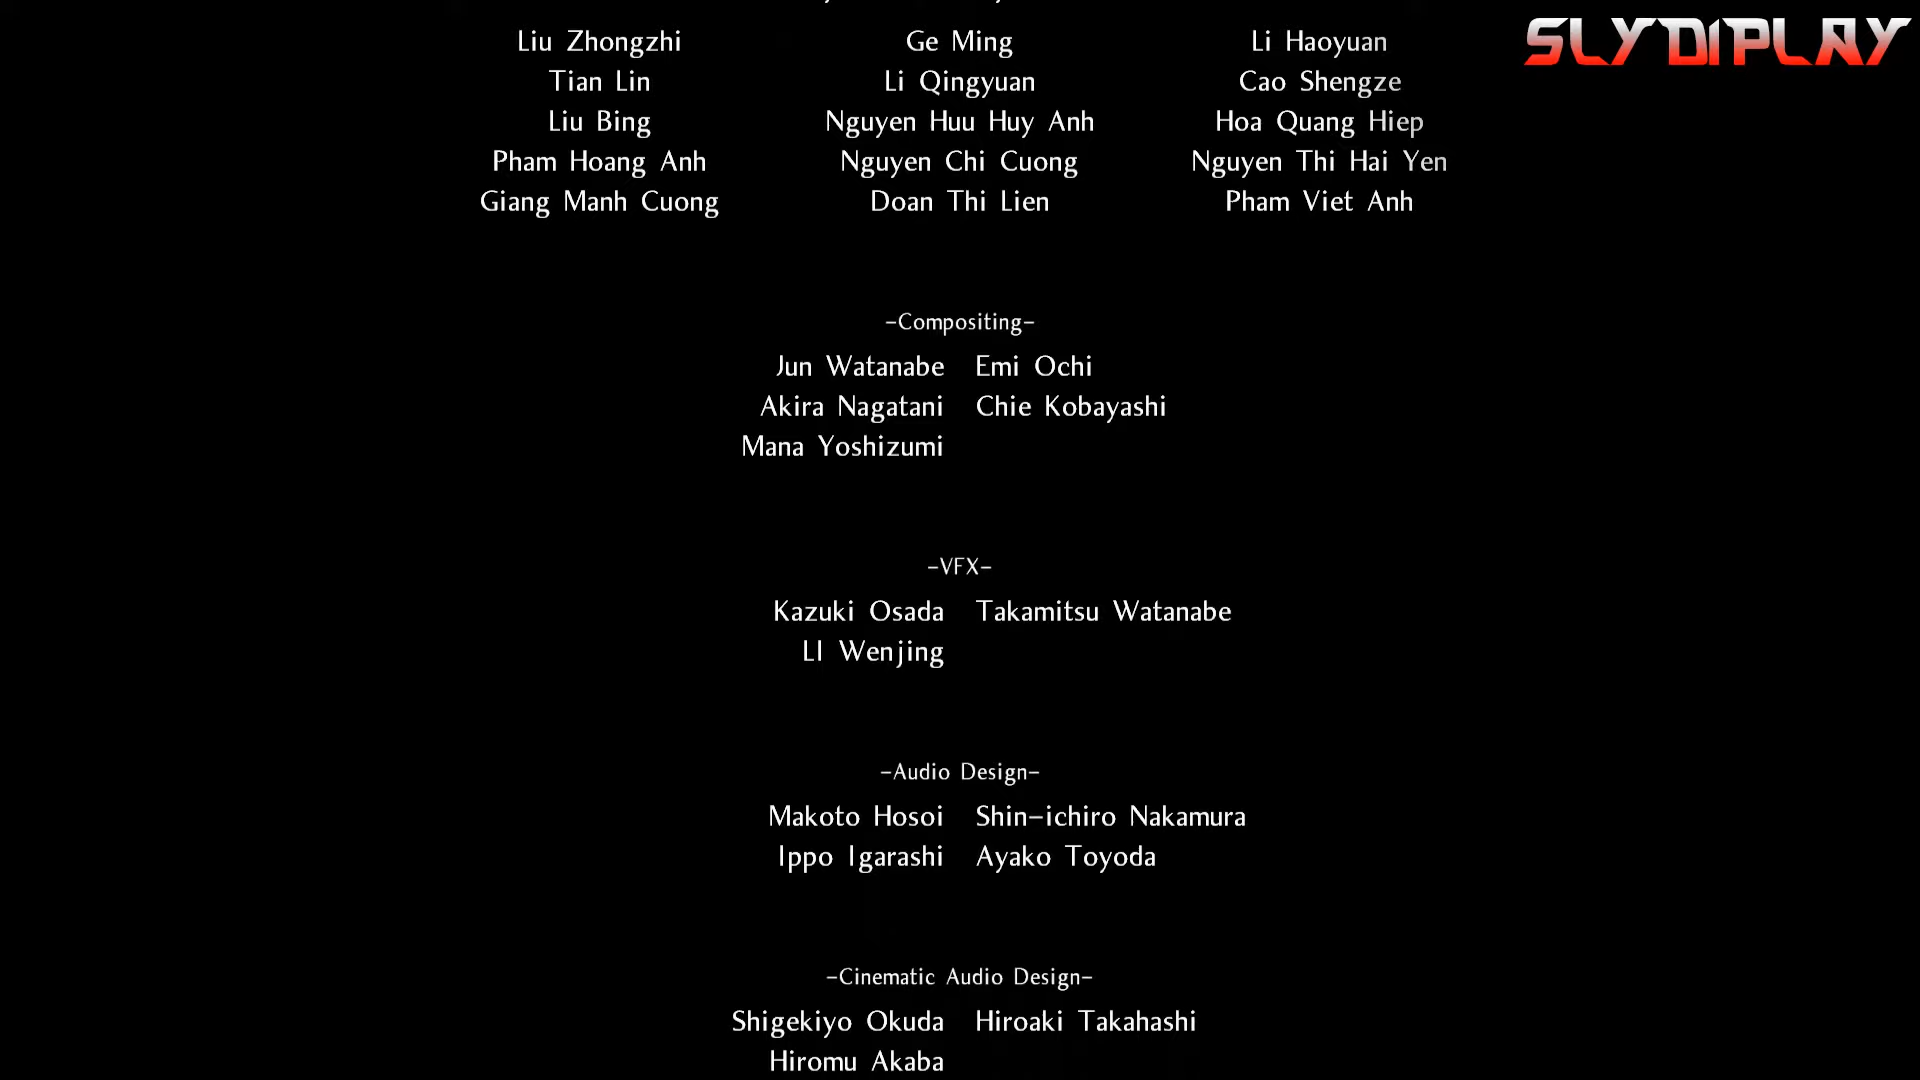 SLYDIPLAY
Liu Zhongzhi Ge Ming Li Haoyuan
Tian Lin Li Qingyuan Cao Shengze
Liu Bing Nguyen Huu Huy Anh Hoa Quang Hiep
Pham Hoang Anh Nguyen Chi Cuong Nguyen Thi Hai Yen
Giang Manh Cuong Doan Thi Lien Pham Viet Anh
-Compositing-
Jun Watanabe Emi Ochi
Akira Nagatani Chie Kobayashi
Mana Yoshizumi
-VFX-
Kazuki Osada Takamitsu Watanabe
LI Wenjing
-Audio Design-
Makoto Hosoi Shin-ichiro Nakamura
Ippo Igarashi Ayako Toyoda
-Cinematic Audio Design-
Shigekiyo Okuda Hiroaki Takahashi
Hiromu Akaba